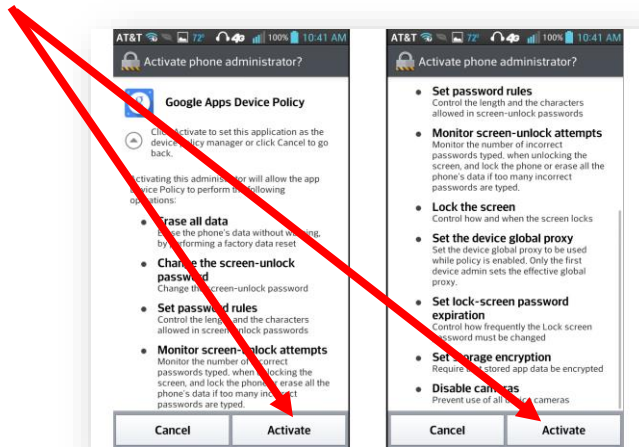 AT&T 72° 4G 100% 10:41 AM
Activate phone administrator?
g
Google Apps Device Policy
Click Activate to set this application as the
device policy manager or click Cancel to go
back.
Activating this administrator will allow the app
Device Policy to perform the following
operations:
• Erase all data
Erase the phone's data without warning,
by performing a factory data reset
• Change the screen-unlock
password
Change the screen-unlock password
• Set password rules
Control the length and the characters
allowed in screen-unlock passwords
• Monitor screen-unlock attempts
Monitor the number of incorrect
passwords typed. when unlocking the
screen, and lock the phone or erase all the
phone's data if too many incorrect
passwords are typed.
Cancel Activate
AT&T 72° 4G 100% 10:41 AM
Activate phone administrator?
• Set password
rules
Control the length and the characters
allowed in screen-unlock passwords
• Monitor screen-unlock attempts
Monitor the number of incorrect
passwords typed, when unlocking the
screen, and lock the phone or erase all the
phone's data if too many incorrect
passwords are typed.
• Lock the screen
Control how and when the screen locks
• Set the device
global proxy
Set the device global proxy to be used
while policy is enabled. Only the first
device admin sets the effective global
proxy.
• Set lock-screen password
expiration
Control how frequently the Lock screen
password must be changed
• Set storage encryption
Require that stored app data be encrypted
• Disable cameras
Prevent use of all device cameras
Cancel Activate